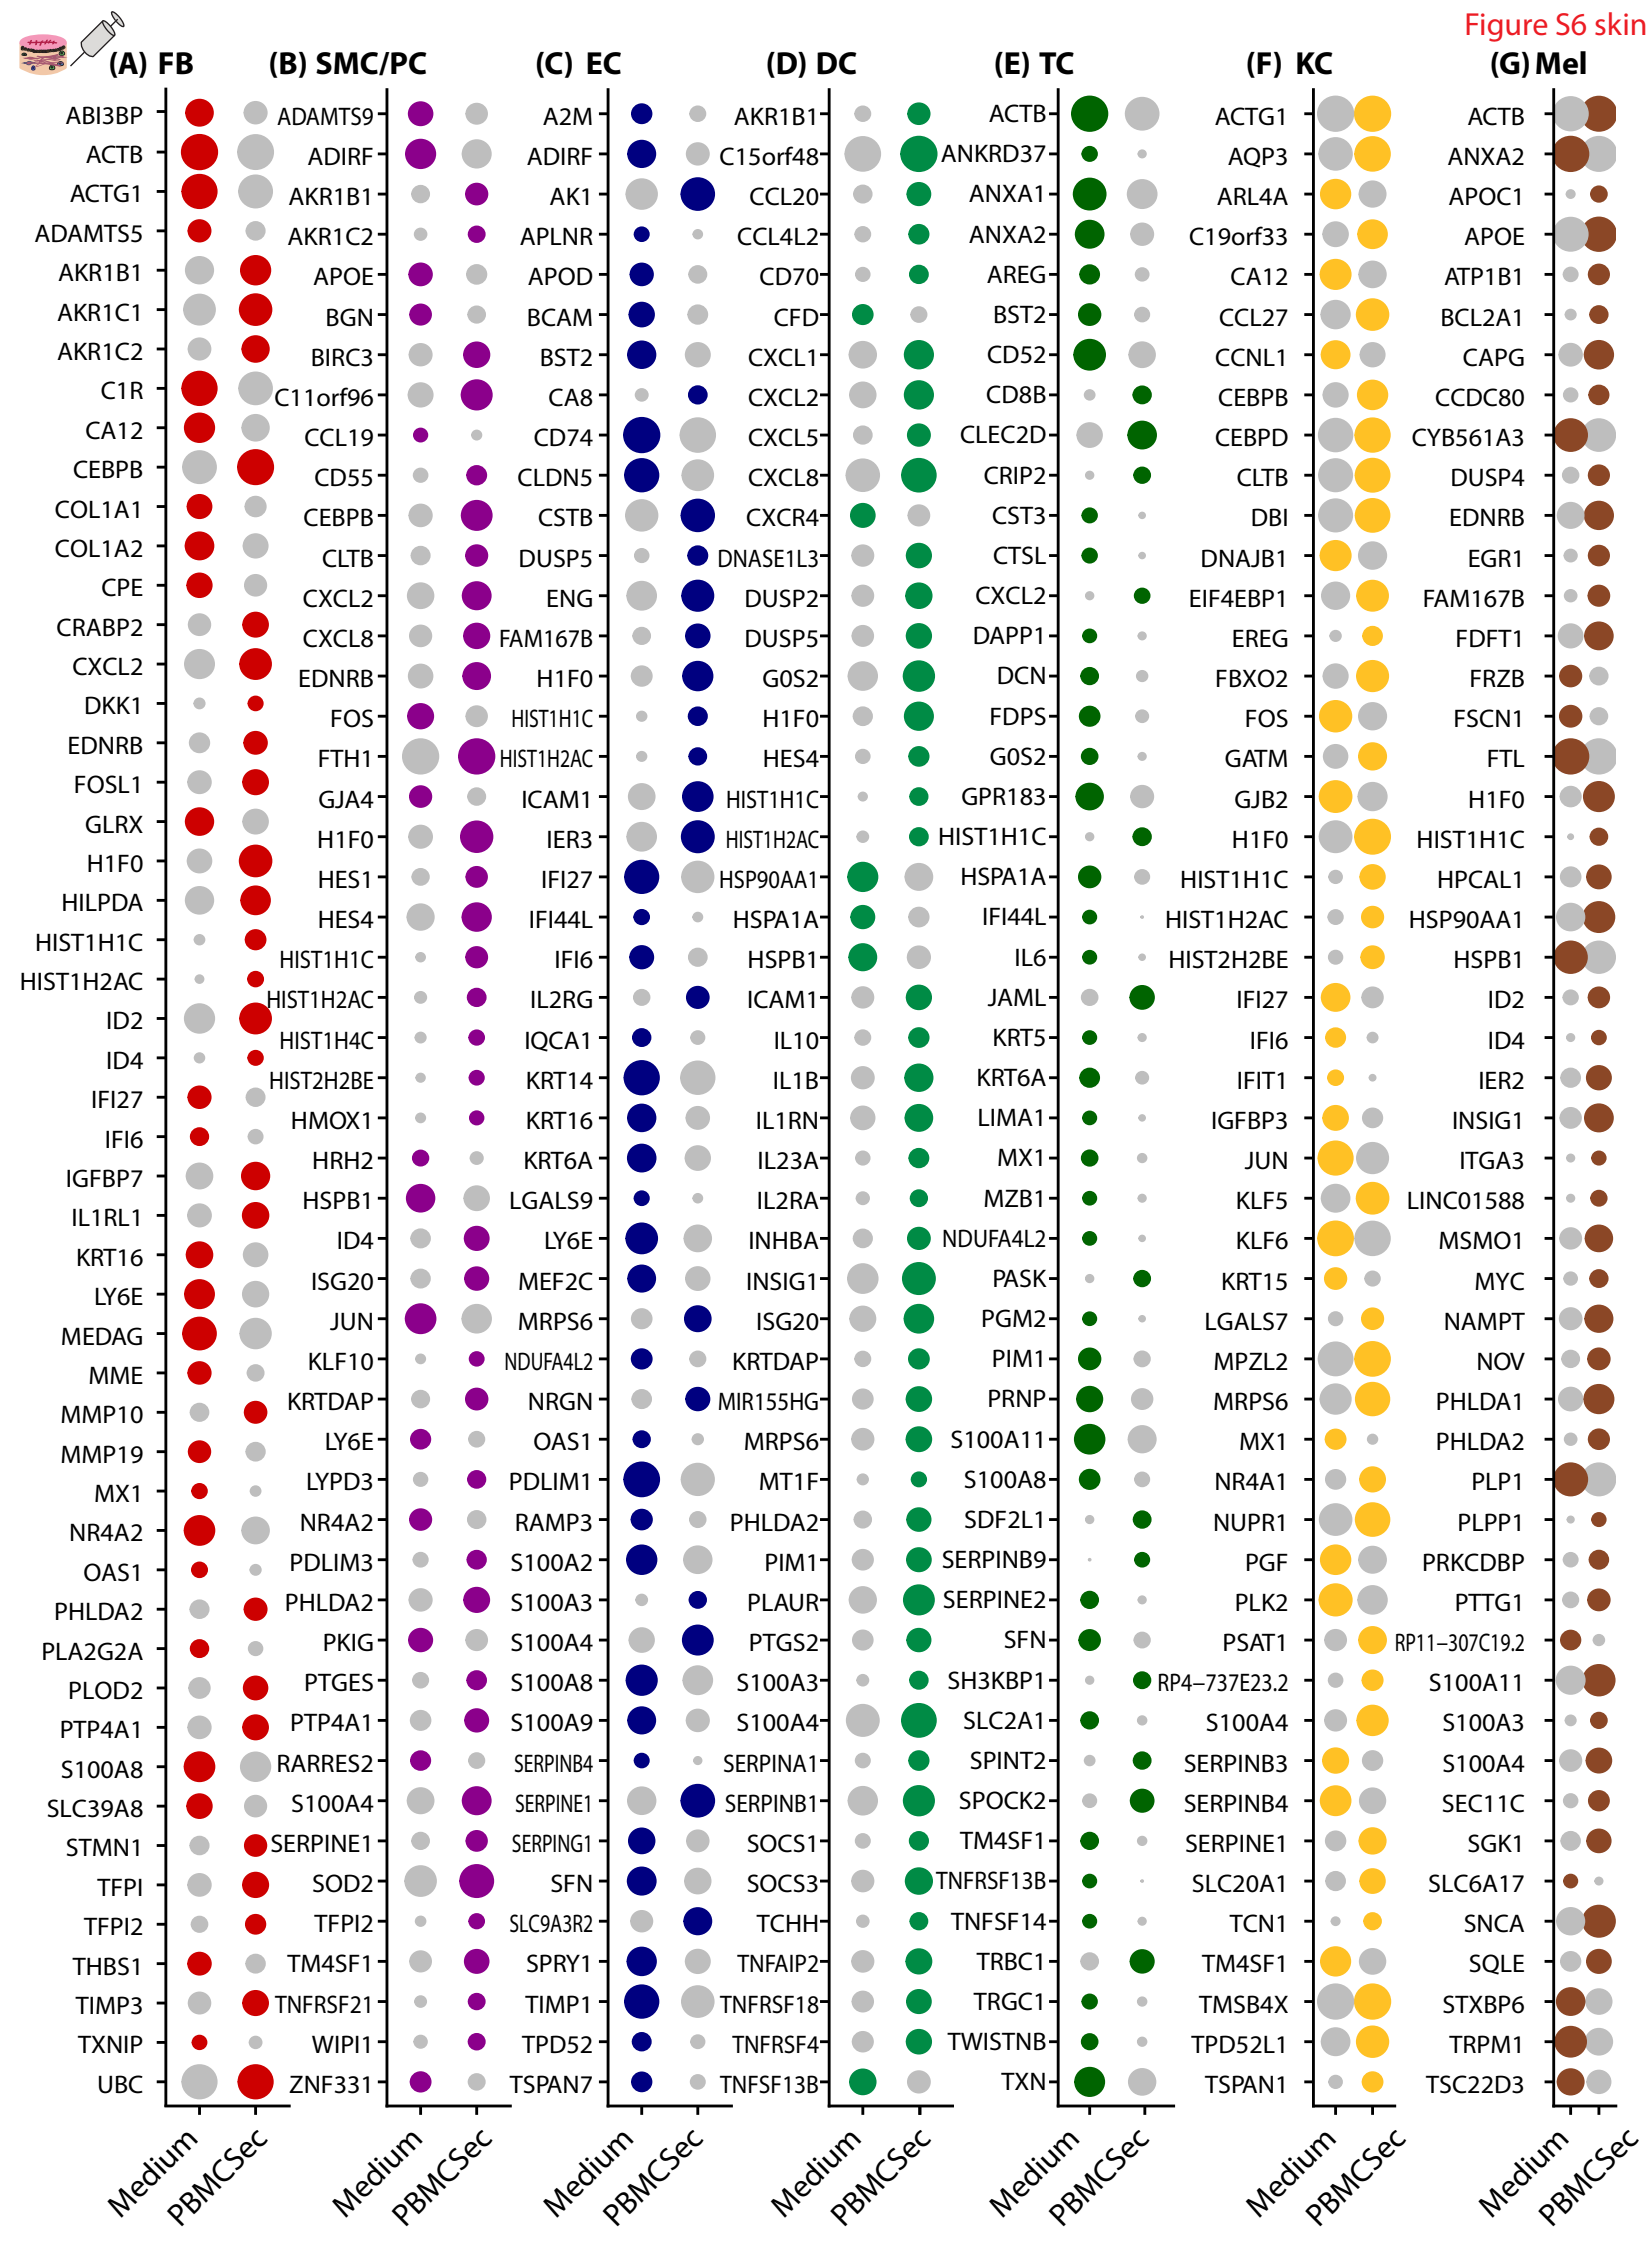 Figure S6 skin
(A) FB
ABI3BP
ACTB
ACTG1
ADAMTS5
AKR1B1
AKR1C1
AKR1C2
C1R
CA12
CEBPB
COL1A1
COL1A2
CPE
CRABP2
CXCL2
DKK1
EDNRB
FOSL1
GLRX
H1F0
HILPDA
HIST1H1C
HIST1H2AC
ID2
ID4
IFI27
IFI6
IGFBP7
IL1RL1
KRT16
LY6E
MEDAG
MME
MMP10
MMP19
MX1
NR4A2
OAS1
PHLDA2
PLA2G2A
PLOD2
PTP4A1
S100A8
SLC39A8
STMN1
TFPI
TFPI2
THBS1
TIMP3
TXNIP
UBC
Medium
PBMCSec
(B) SMC/PC
ADAMTS9
ADIRF
AKR1B1
AKR1C2
APOE
BGN
BIRC3
C11orf96
CCL19
CD55
CEBPB
CLTB
CXCL2
CXCL8
EDNRB
FOS
FTH1
GJA4
H1F0
HES1
HES4
HIST1H1C
HIST1H2AC
HIST1H4C
HIST2H2BE
HMOX1
HRH2
HSPB1
ID4
ISG20
JUN
KLF10
KRTDAP
LY6E
LYPD3
NR4A2
PDLIM3
PHLDA2
PKIG
PTGES
PTP4A1
RARRES2
S100A4
SERPINE1
SOD2
TFPI2
TM4SF1
TNFRSF21
WIPI1
ZNF331
Medium
PBMCSec
(C) EC
A2M
ADIRF
AK1
APLNR
APOD
BCAM
BST2
CA8
CD74
CLDN5
CSTB
DUSP5
ENG
FAM167B
H1F0
HIST1H1C
HIST1H2AC
ICAM1
IER3
IFI27
IFI44L
IFI6
IL2RG
IQCA1
KRT14
KRT16
KRT6A
LGALS9
LY6E
MEF2C
MRPS6
NDUFA4L2
NRGN
OAS1
PDLIM1
RAMP3
S100A2
S100A3
S100A4
S100A8
S100A9
SERPINB4
SERPINE1
SERPING1
SFN
SLC9A3R2
SPRY1
TIMP1
TPD52
TSPAN7
Medium
PBMCSec
(D) DC
AKR1B1
C15orf48
CCL20
CCL4L2
CD70
CFD
CXCL1
CXCL2
CXCL5
CXCL8
CXCR4
DNASE1L3
DUSP2
DUSP5
G0S2
H1F0
HES4
HIST1H1C
HIST1H2AC
HSP90AA1
HSPA1A
HSPB1
ICAM1
IL10
IL1B
IL1RN
IL23A
IL2RA
INHBA
INSIG1
ISG20
KRTDAP
MIR155HG
MRPS6
MT1F
PHLDA2
PIM1
PLAUR
PTGS2
S100A3
S100A4
SERPINA1
SERPINB1
SOCS1
SOCS3
TCHH
TNFAIP2
TNFRSF18
TNFRSF4
TNFSF13B
Medium
PBMCSec
(E) TC
ACTB
ANKRD37
ANXA1
ANXA2
AREG
BST2
CD52
CD8B
CLEC2D
CRIP2
CST3
CTSL
CXCL2
DAPP1
DCN
FDPS
G0S2
GPR183
HIST1H1C
HSPA1A
IFI44L
IL6
JAML
KRT5
KRT6A
LIMA1
MX1
MZB1
NDUFA4L2
PASK
PGM2
PIM1
PRNP
S100A11
S100A8
SDF2L1
SERPINB9
SERPINE2
SFN
SH3KBP1
SLC2A1
SPINT2
SPOCK2
TM4SF1
TNFRSF13B
TNFSF14
TRBC1
TRGC1
TWISTNB
TXN
Medium
PBMCSec
(F) KC
ACTG1
AQP3
ARL4A
C19orf33
CA12
CCL27
CCNL1
CEBPB
CEBPD
CLTB
DBI
DNAJB1
EIF4EBP1
EREG
FBXO2
FOS
GATM
GJB2
H1F0
HIST1H1C
HIST1H2AC
HIST2H2BE
IFI27
IFI6
IFIT1
IGFBP3
JUN
KLF5
KLF6
KRT15
LGALS7
MPZL2
MRPS6
MX1
NR4A1
NUPR1
PGF
PLK2
PSAT1
RP4−737E23.2
S100A4
SERPINB3
SERPINB4
SERPINE1
SLC20A1
TCN1
TM4SF1
TMSB4X
TPD52L1
TSPAN1
Medium
PBMCSec
(G) Mel
ACTB
ANXA2
APOC1
APOE
ATP1B1
BCL2A1
CAPG
CCDC80
CYB561A3
DUSP4
EDNRB
EGR1
FAM167B
FDFT1
FRZB
FSCN1
FTL
H1F0
HIST1H1C
HPCAL1
HSP90AA1
HSPB1
ID2
ID4
IER2
INSIG1
ITGA3
LINC01588
MSMO1
MYC
NAMPT
NOV
PHLDA1
PHLDA2
PLP1
PLPP1
PRKCDBP
PTTG1
RP11−307C19.2
S100A11
S100A3
S100A4
SEC11C
SGK1
SLC6A17
SNCA
SQLE
STXBP6
TRPM1
TSC22D3
Medium
PBMCSec